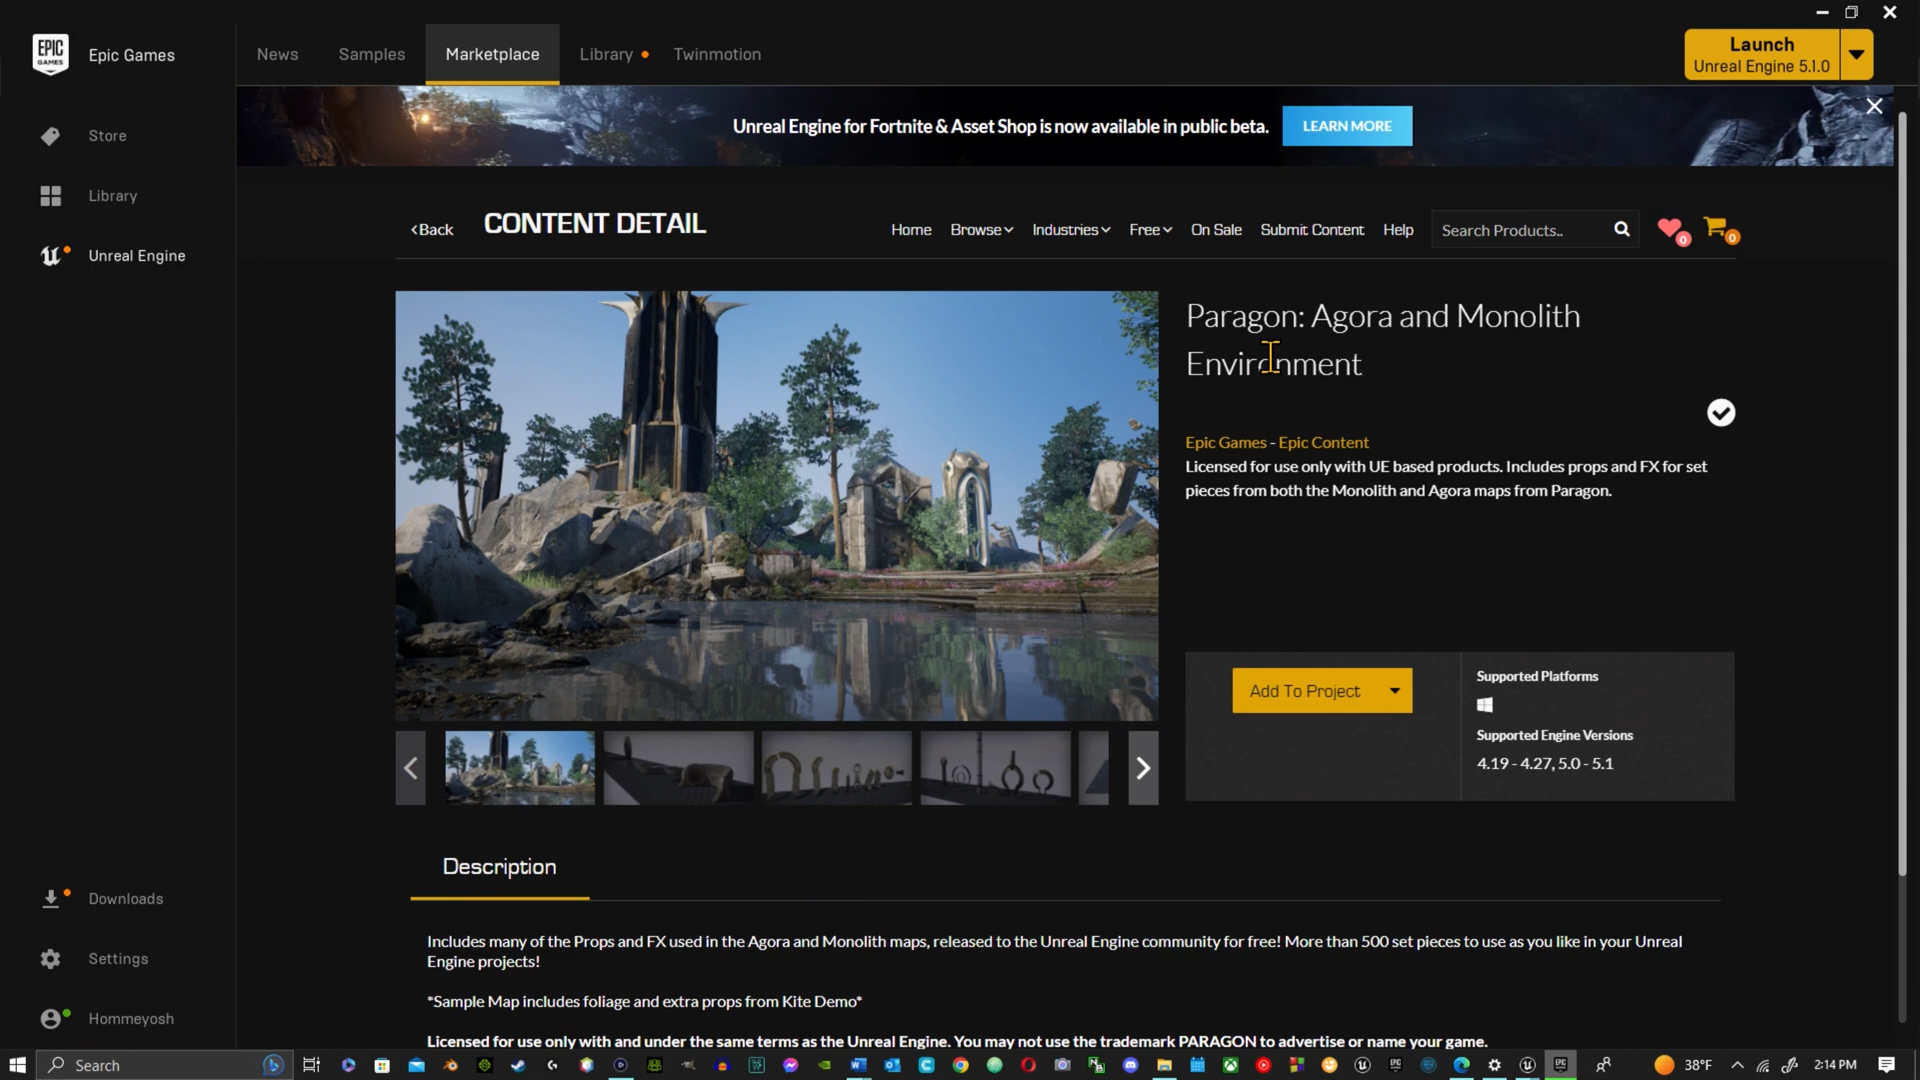 EPIC GAMES
Epic Games
News
Samples
Marketplace
Library
Twinmotion
Launch
Unreal Engine 5.1.0
Store
Library
Unreal Engine
Unreal Engine for Fortnite & Asset Shop is now available in public beta.
LEARN MORE
Back
CONTENT DETAIL
Home
Browse
Industries
Free
On Sale
Submit Content
Help
Search Products..
0
0
Paragon: Agora and Monolith
Environment
Epic Games - Epic Content
Licensed for use only with UE based products. Includes props and FX for set
pieces from both the Monolith and Agora maps from Paragon.
Add To Project
Supported Platforms
Supported Engine Versions
4.19 - 4.27, 5.0 - 5.1
Description
Includes many of the Props and FX used in the Agora and Monolith maps, released to the Unreal Engine community for free! More than 500 set pieces to use as you like in your Unreal
Engine projects!
*Sample Map includes foliage and extra props from Kite Demo*
Licensed for use only with and under the same terms as the Unreal Engine. You may not use the trademark PARAGON to advertise or name your game.
Downloads
Settings
Hommeyosh
Search
38°F
2:14 PM